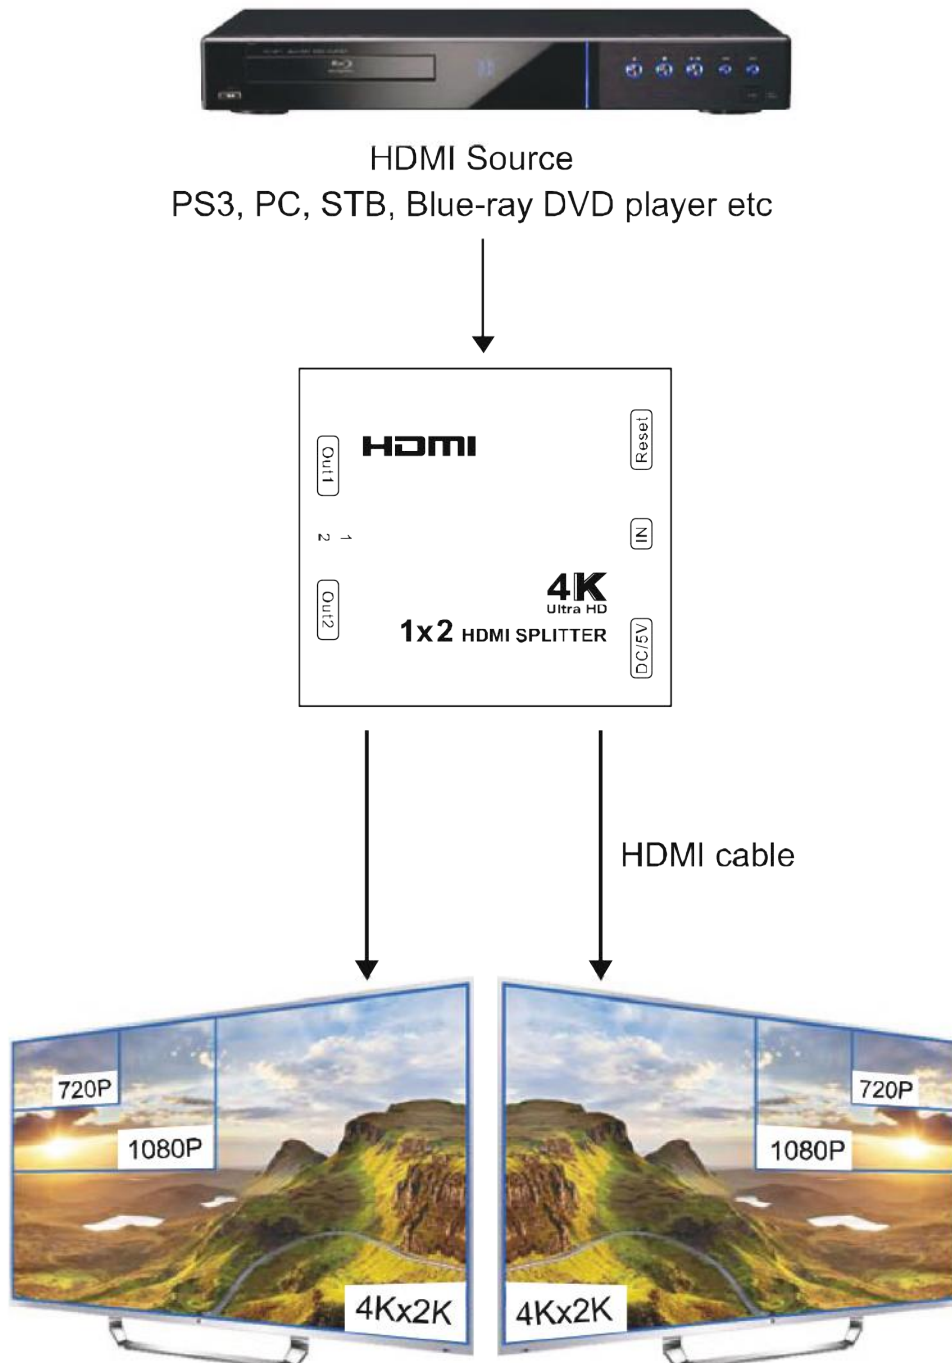 HDMI Source
PS3, PC, STB, Blue-ray DVD player etc
HDMI
Out1
Reset
1
2
IN
Out2
4K
Ultra HD
1x2 HDMI SPLITTER
DC/5V
HDMI cable
720P
1080P
4Kx2K
720P
1080P
4Kx2K